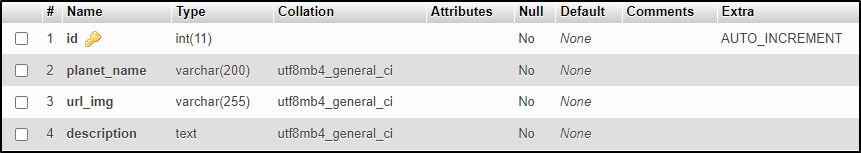 # Name Type Collation Attributes Null Default Comments Extra
1 id int(11) No None AUTO_INCREMENT
2 planet_name varchar(200) utf8mb4_general_ci No None
3 url_img varchar(255) utf8mb4_general_ci No None
4 description text utf8mb4_general_ci No None